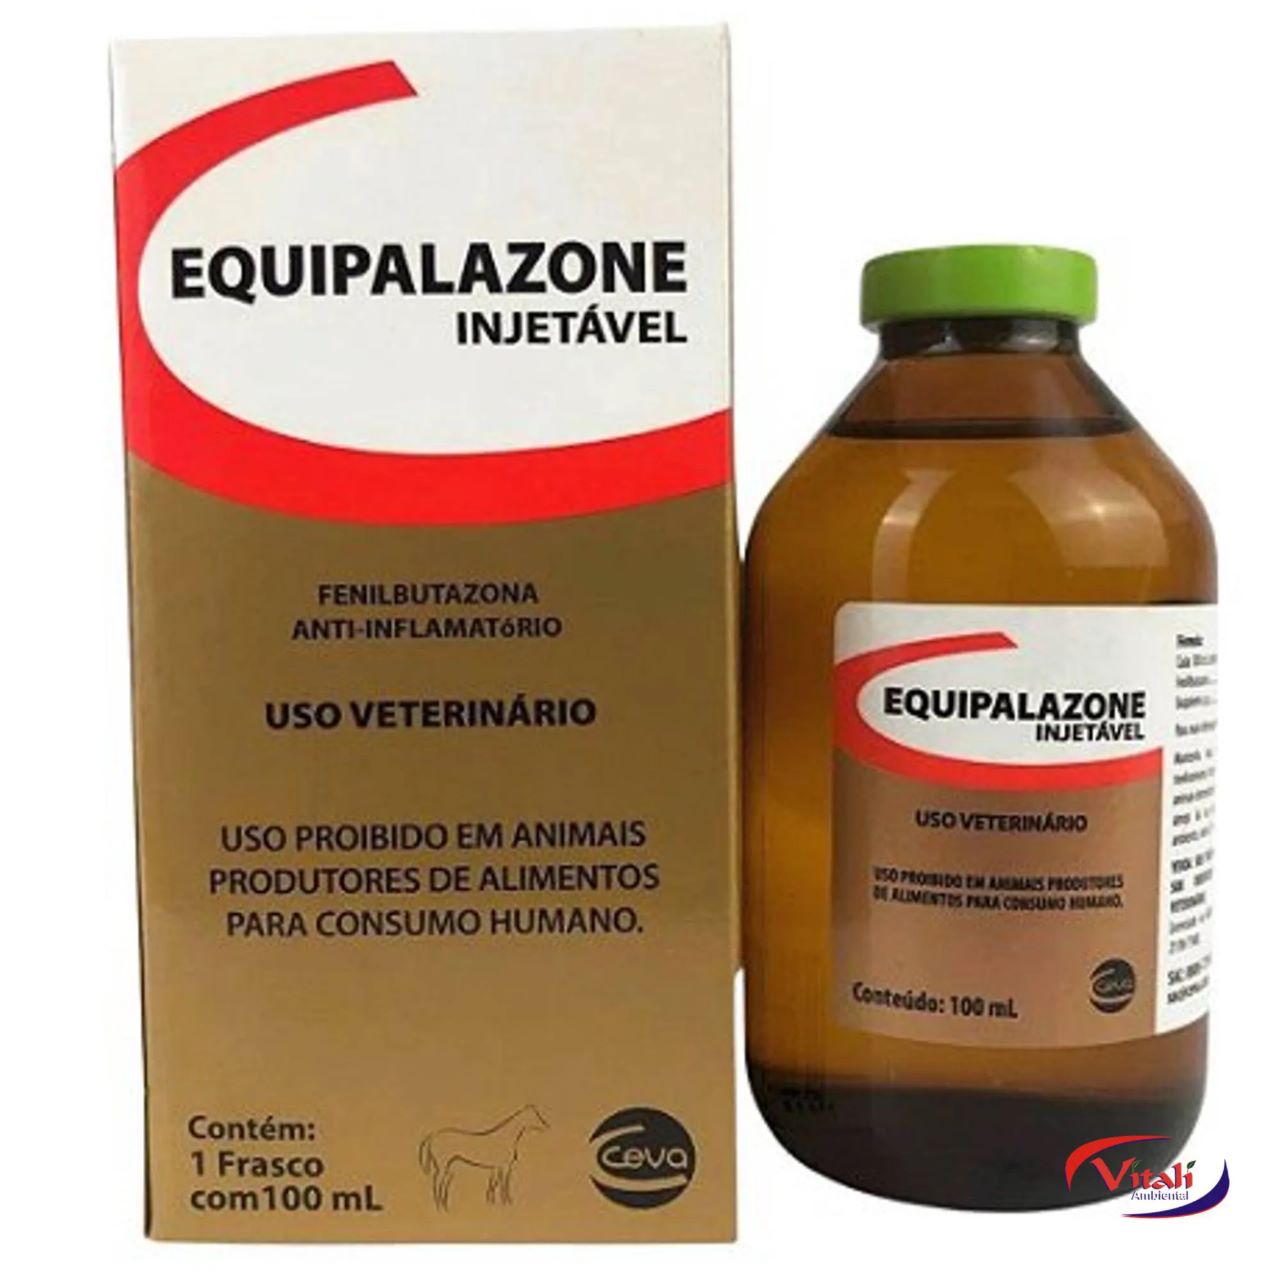 EQUIPALAZONE
INJETÁVEL
FENILBUTAZONA
ANTI-INFLAMATóRIO
USO VETERINÁRIO
USO PROIBIDO EM ANIMAIS
PRODUTORES DE ALIMENTOS
PARA CONSUMO HUMANO.
Contém:
1 Frasco
com100 mL
Ceva
EQUIPALAZONE
INJETÁVEL
USO VETERINÁRIO
USO PROIBIDO EM ANIMAIS PRODUTORES
DE ALIMENTOS PARA CONSUMO HUMANO.
Conteúdo: 100 mL
Ceva
Vitali
Ambiental